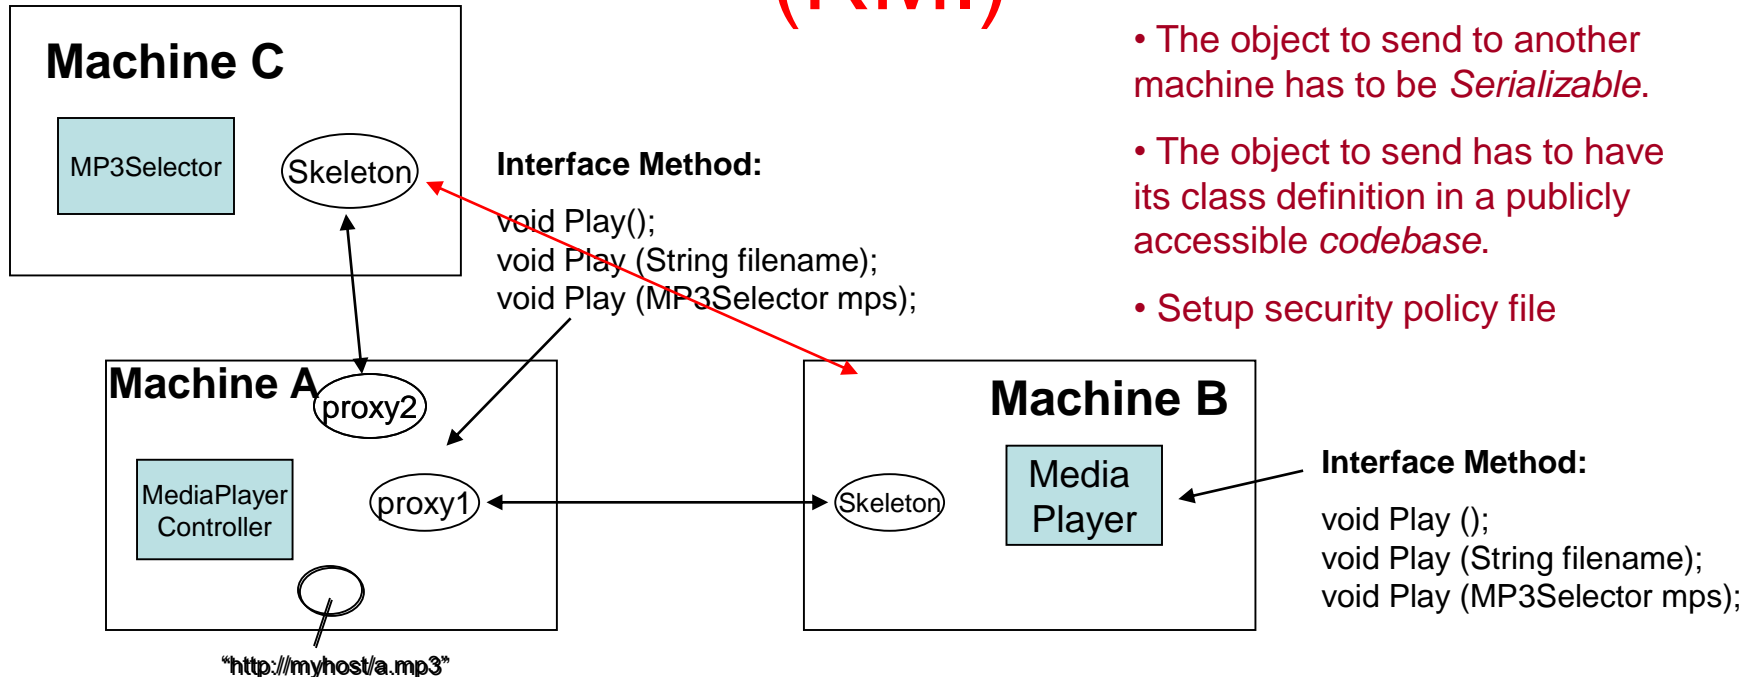 (RMI)
Machine C
MP3Selector
Skeleton
Interface Method:
void Play();
void Play (String filename);
void Play (MP3Selector mps);
• The object to send to another
machine has to be Serializable.
• The object to send has to have
its class definition in a publicly
accessible codebase.
• Setup security policy file
Machine A
proxy2
MediaPlayer
Controller
proxy1
"http://myhost/a.mp3"
Machine B
Skeleton
Media
Player
Interface Method:
void Play ();
void Play (String filename);
void Play (MP3Selector mps);